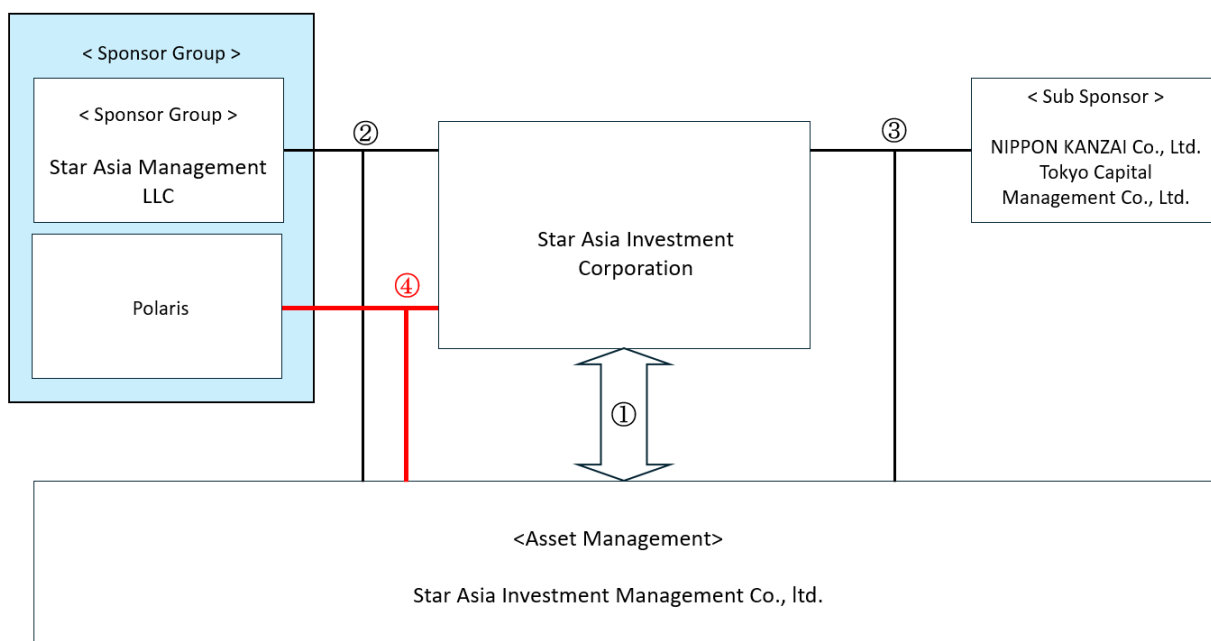 < Sponsor Group >
< Sponsor Group >
Star Asia Management
LLC
Polaris
②
④
Star Asia Investment
Corporation
③
< Sub Sponsor >
NIPPON KANZAI Co., Ltd.
Tokyo Capital
Management Co., Ltd.
①
<Asset Management>
Star Asia Investment Management Co., ltd.